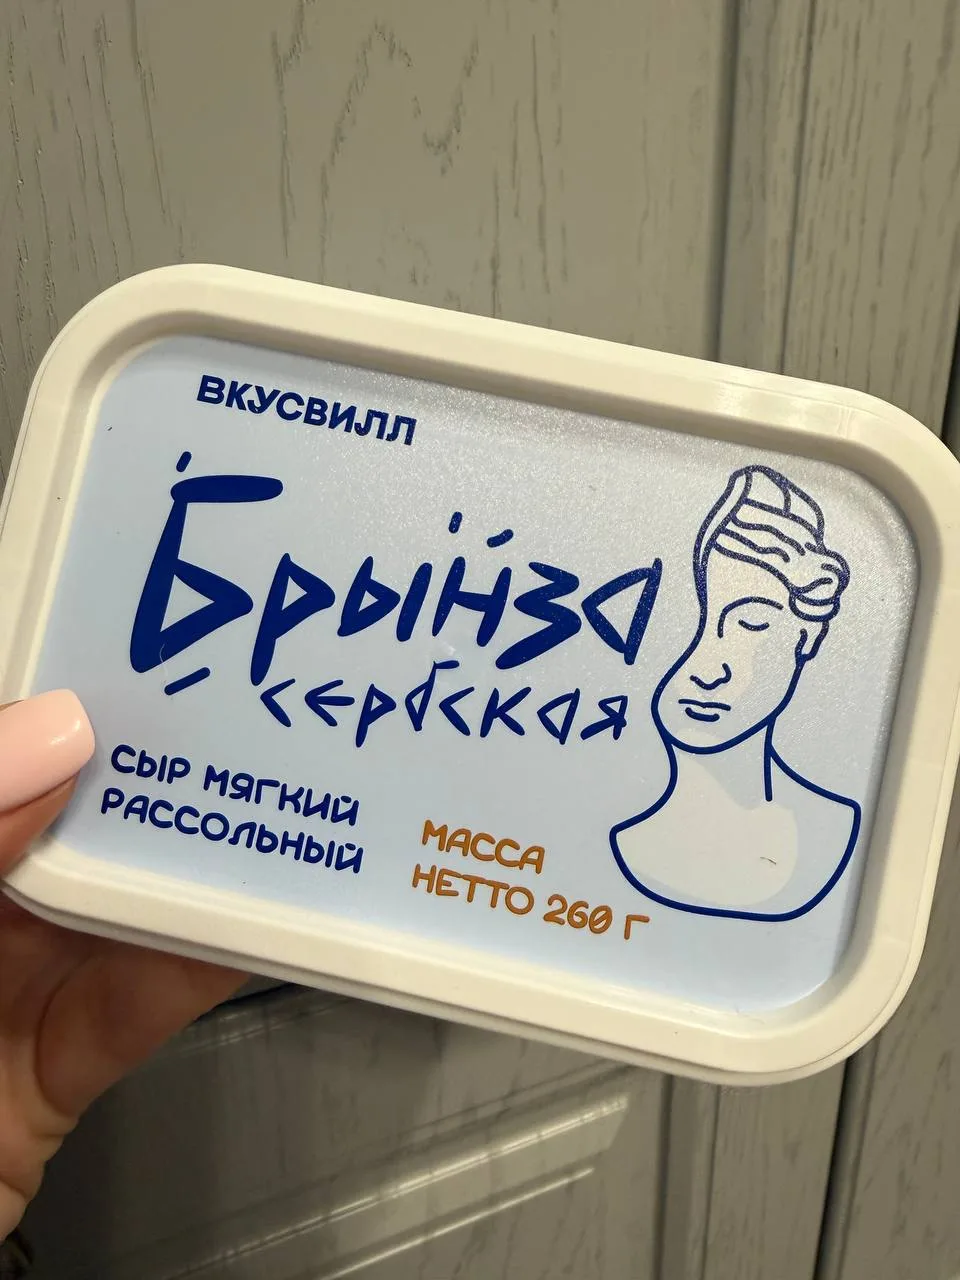 ВКУСВИЛЛ
Брынза
сербская
СЫР МЯГКИЙ
РАССОЛЬНЫЙ
МАССА
НЕТТО 260 Г